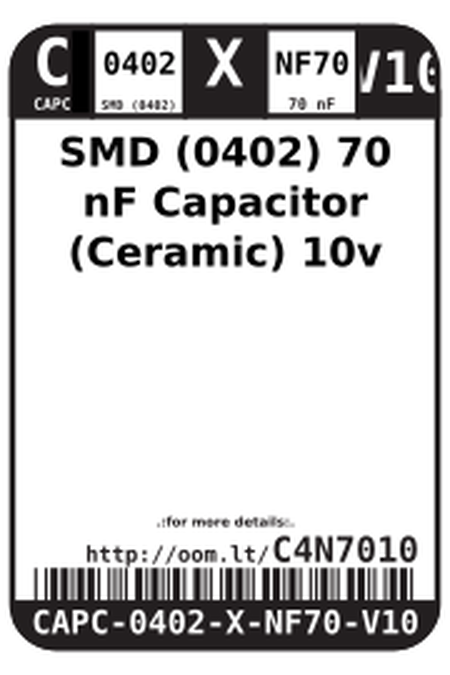 C 0402 X NF70 V10
CAPC SMD (0402) 70 nF
SMD (0402) 70
nF Capacitor
(Ceramic) 10v
.:for more details:.
http://oom.lt/C4N7010
CAPC-0402-X-NF70-V10